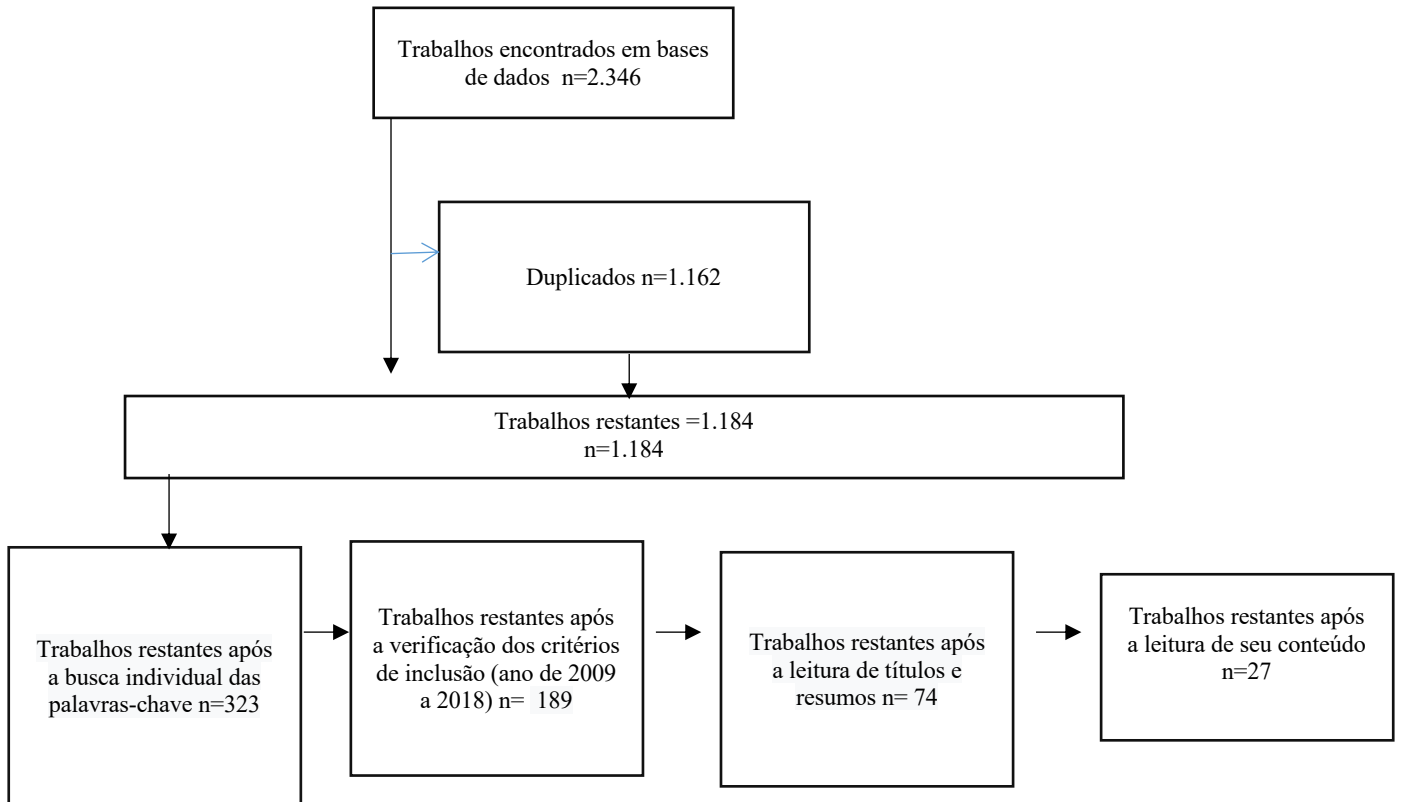 Trabalhos encontrados em bases
de dados n=2.346
Duplicados n=1.162
Trabalhos restantes =1.184
n=1.184
Trabalhos restantes após
a busca individual das
palavras-chave n=323
Trabalhos restantes após
a verificação dos critérios
de inclusão (ano de 2009
a 2018) n= 189
Trabalhos restantes após
a leitura de títulos e
resumos n= 74
Trabalhos restantes após
a leitura de seu conteúdo
n=27